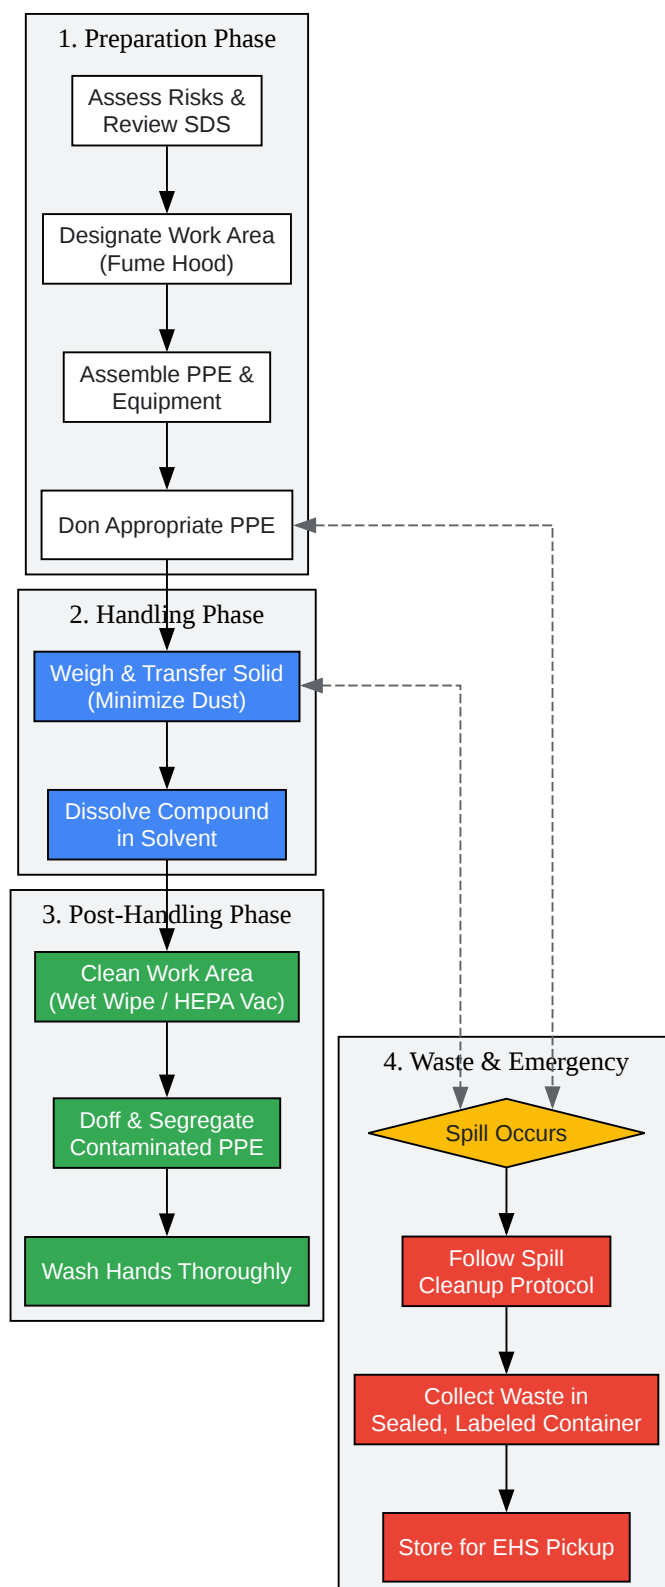 1. Preparation Phase
Assess Risks &
Review SDS
Designate Work Area
(Fume Hood)
Assemble PPE &
Equipment
Don Appropriate PPE
2. Handling Phase
Weigh & Transfer Solid
(Minimize Dust)
Dissolve Compound
in Solvent
3. Post-Handling Phase
Clean Work Area
(Wet Wipe / HEPA Vac)
Doff & Segregate
Contaminated PPE
Wash Hands Thoroughly
4. Waste & Emergency
Spill Occurs
Follow Spill
Cleanup Protocol
Collect Waste in
Sealed, Labeled Container
Store for EHS Pickup